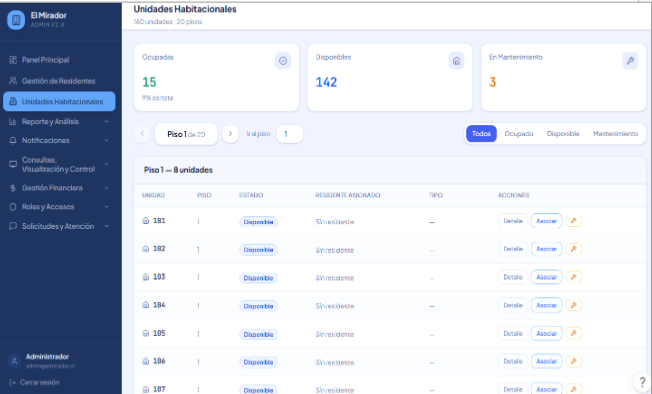 El Mirador
ADMIN V2.4
Panel Principal
Gestión de Residentes
Unidades Habitacionales
Reporte y Análisis
Notificaciones
Consultas,
Visualización y Control
Gestión Financiera
Roles y Accesos
Solicitudes y Atención
Administrador
admin@elmirador.cl
Cerrar sesión
Unidades Habitacionales
160 unidades · 20 pisos
Ocupadas
15
9% del total
Disponibles
142
En Mantenimiento
3
Piso 1 de 20
Ir al piso 1
Todos Ocupado Disponible Mantenimiento
Piso 1 — 8 unidades
UNIDAD PISO ESTADO RESIDENTE ASIGNADO TIPO ACCIONES
101 1 Disponible Sin residente — Detalle Asociar
102 1 Disponible Sin residente — Detalle Asociar
103 1 Disponible Sin residente — Detalle Asociar
104 1 Disponible Sin residente — Detalle Asociar
105 1 Disponible Sin residente — Detalle Asociar
106 1 Disponible Sin residente — Detalle Asociar
107 1 Disponible Sin residente — Detalle Asociar
?